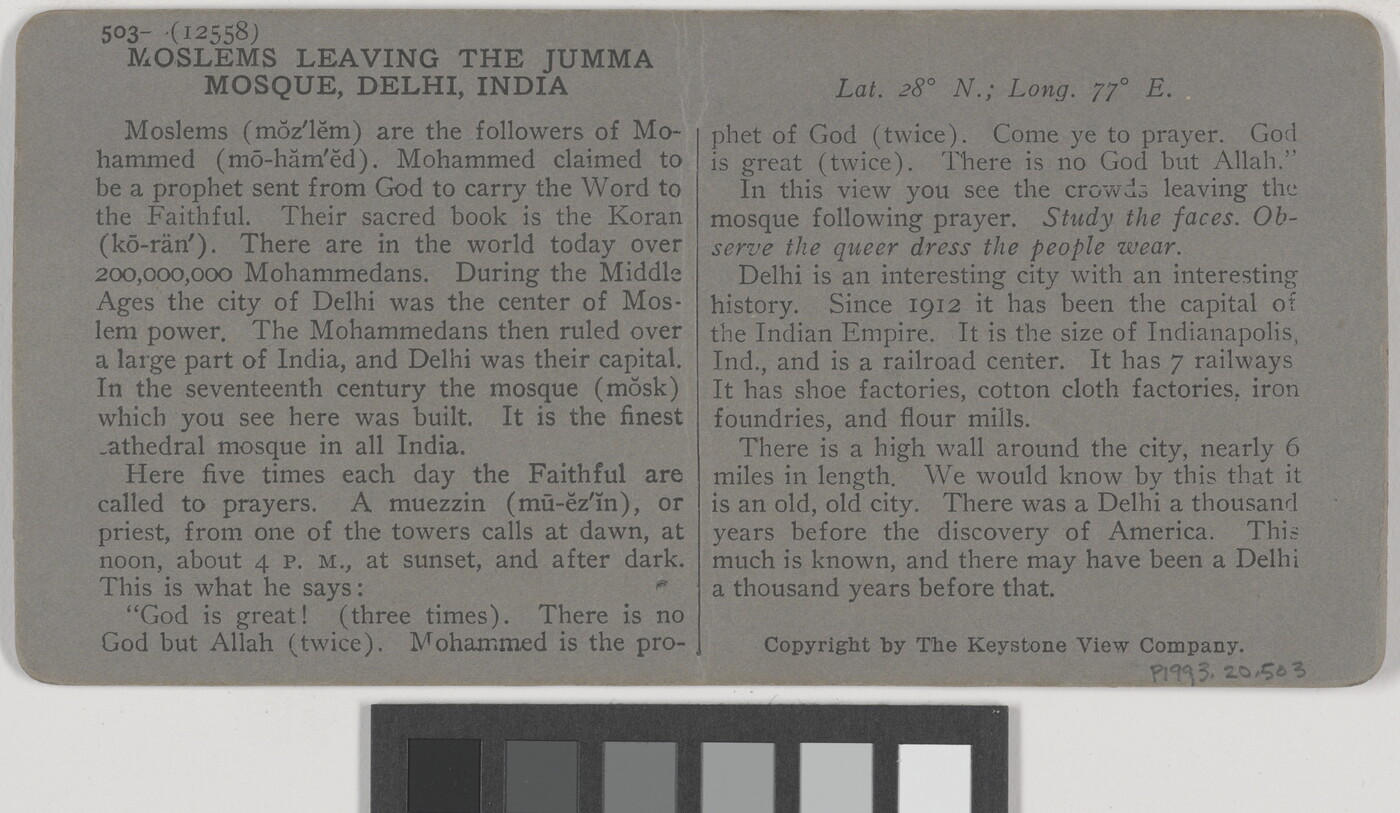 503- (12558)
MOSLEMS LEAVING THE JUMMA
MOSQUE, DELHI, INDIA
Moslems (mŏz′lĕm) are the followers of Mo-
hammed (mō-hăm′ĕd). Mohammed claimed to
be a prophet sent from God to carry the Word to
the Faithful. Their sacred book is the Koran
(kō-rän′). There are in the world today over
200,000,000 Mohammedans. During the Middle
Ages the city of Delhi was the center of Mos-
lem power. The Mohammedans then ruled over
a large part of India, and Delhi was their capital.
In the seventeenth century the mosque (mŏsk)
which you see here was built. It is the finest
cathedral mosque in all India.
Here five times each day the Faithful are
called to prayers. A muezzin (mū-ĕz′ĭn), or
priest, from one of the towers calls at dawn, at
noon, about 4 P. M., at sunset, and after dark.
This is what he says:
"God is great! (three times). There is no
God but Allah (twice). Mohammed is the pro-
Lat. 28° N.; Long. 77° E.
phet of God (twice). Come ye to prayer. God
is great (twice). There is no God but Allah."
In this view you see the crowds leaving the
mosque following prayer. Study the faces. Ob-
serve the queer dress the people wear.
Delhi is an interesting city with an interesting
history. Since 1912 it has been the capital of
the Indian Empire. It is the size of Indianapolis,
Ind., and is a railroad center. It has 7 railways
It has shoe factories, cotton cloth factories, iron
foundries, and flour mills.
There is a high wall around the city, nearly 6
miles in length. We would know by this that it
is an old, old city. There was a Delhi a thousand
years before the discovery of America. This
much is known, and there may have been a Delhi
a thousand years before that.
Copyright by The Keystone View Company.
P1993.20.503